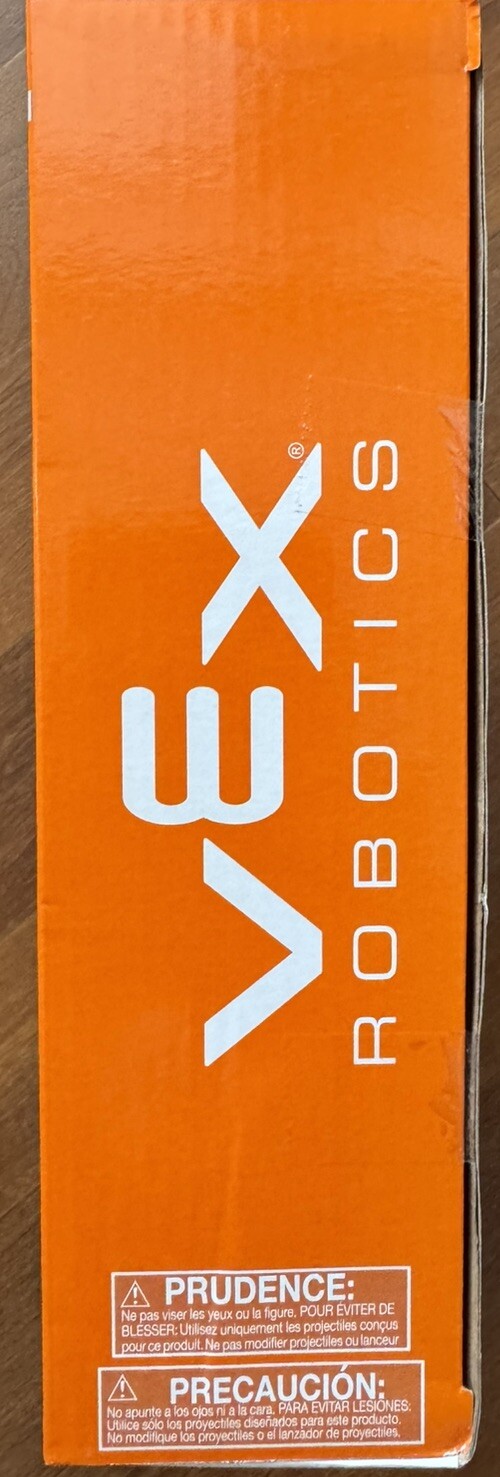 VEX®
ROBOTICS
⚠ PRUDENCE:
Ne pas viser les yeux ou la figure. POUR ÉVITER DE
BLESSER: Utilisez uniquement les projectiles conçus
pour ce produit. Ne pas modifier projectiles ou lanceur
⚠ PRECAUCIÓN:
No apunte a los ojos ni a la cara. PARA EVITAR LESIONES:
Utilice sólo los proyectiles diseñados para este producto.
No modifique los proyectiles o el lanzador de proyectiles.